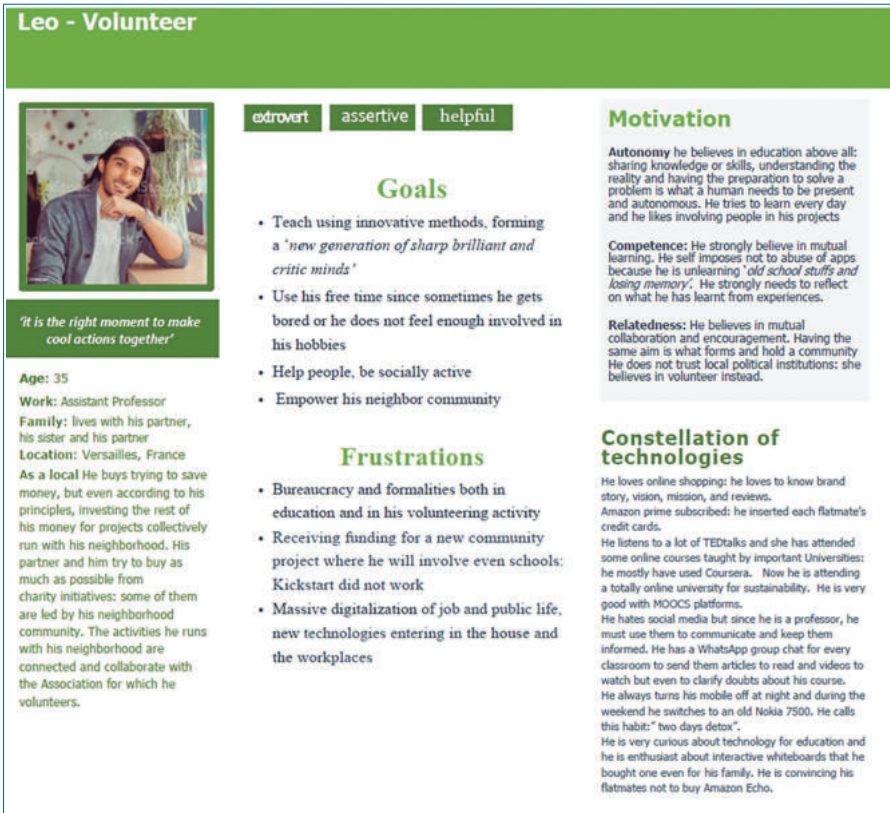 Leo - Volunteer
iStock
'it is the right moment to make
cool actions together'
Age: 35
Work: Assistant Professor
Family: lives with his partner,
his sister and his partner
Location: Versailles, France
As a local He buys trying to save
money, but even according to his
principles, investing the rest of
his money for projects collectively
run with his neighborhood. His
partner and him try to buy as
much as possible from
charity initiatives: some of them
are led by his neighborhood
community. The activities he runs
with his neighborhood are
connected and collaborate with
the Association for which he
volunteers.
extrovert assertive helpful
Goals
• Teach using innovative methods, forming
a 'new generation of sharp brilliant and
critic minds'
• Use his free time since sometimes he gets
bored or he does not feel enough involved in
his hobbies
• Help people, be socially active
• Empower his neighbor community
Frustrations
• Bureaucracy and formalities both in
education and in his volunteering activity
• Receiving funding for a new community
project where he will involve even schools:
Kickstart did not work
• Massive digitalization of job and public life,
new technologies entering in the house and
the workplaces
Motivation
Autonomy he believes in education above all:
sharing knowledge or skills, understanding the
reality and having the preparation to solve a
problem is what a human needs to be present
and autonomous. He tries to learn every day
and he likes involving people in his projects
Competence: He strongly believe in mutual
learning. He self imposes not to abuse of apps
because he is unlearning 'old school stuffs and
losing memory'. He strongly needs to reflect
on what he has learnt from experiences.
Relatedness: He believes in mutual
collaboration and encouragement. Having the
same aim is what forms and hold a community
He does not trust local political institutions: she
believes in volunteer instead.
Constellation of
technologies
He loves online shopping: he loves to know brand
story, vision, mission, and reviews.
Amazon prime subscribed: he inserted each flatmate's
credit cards.
He listens to a lot of TEDtalks and she has attended
some online courses taught by important Universities:
he mostly have used Coursera. Now he is attending
a totally online university for sustainability. He is very
good with MOOCS platforms.
He hates social media but since he is a professor, he
must use them to communicate and keep them
informed. He has a WhatsApp group chat for every
classroom to send them articles to read and videos to
watch but even to clarify doubts about his course.
He always turns his mobile off at night and during the
weekend he switches to an old Nokia 7500. He calls
this habit:" two days detox".
He is very curious about technology for education and
he is enthusiast about interactive whiteboards that he
bought one even for his family. He is convincing his
flatmates not to buy Amazon Echo.